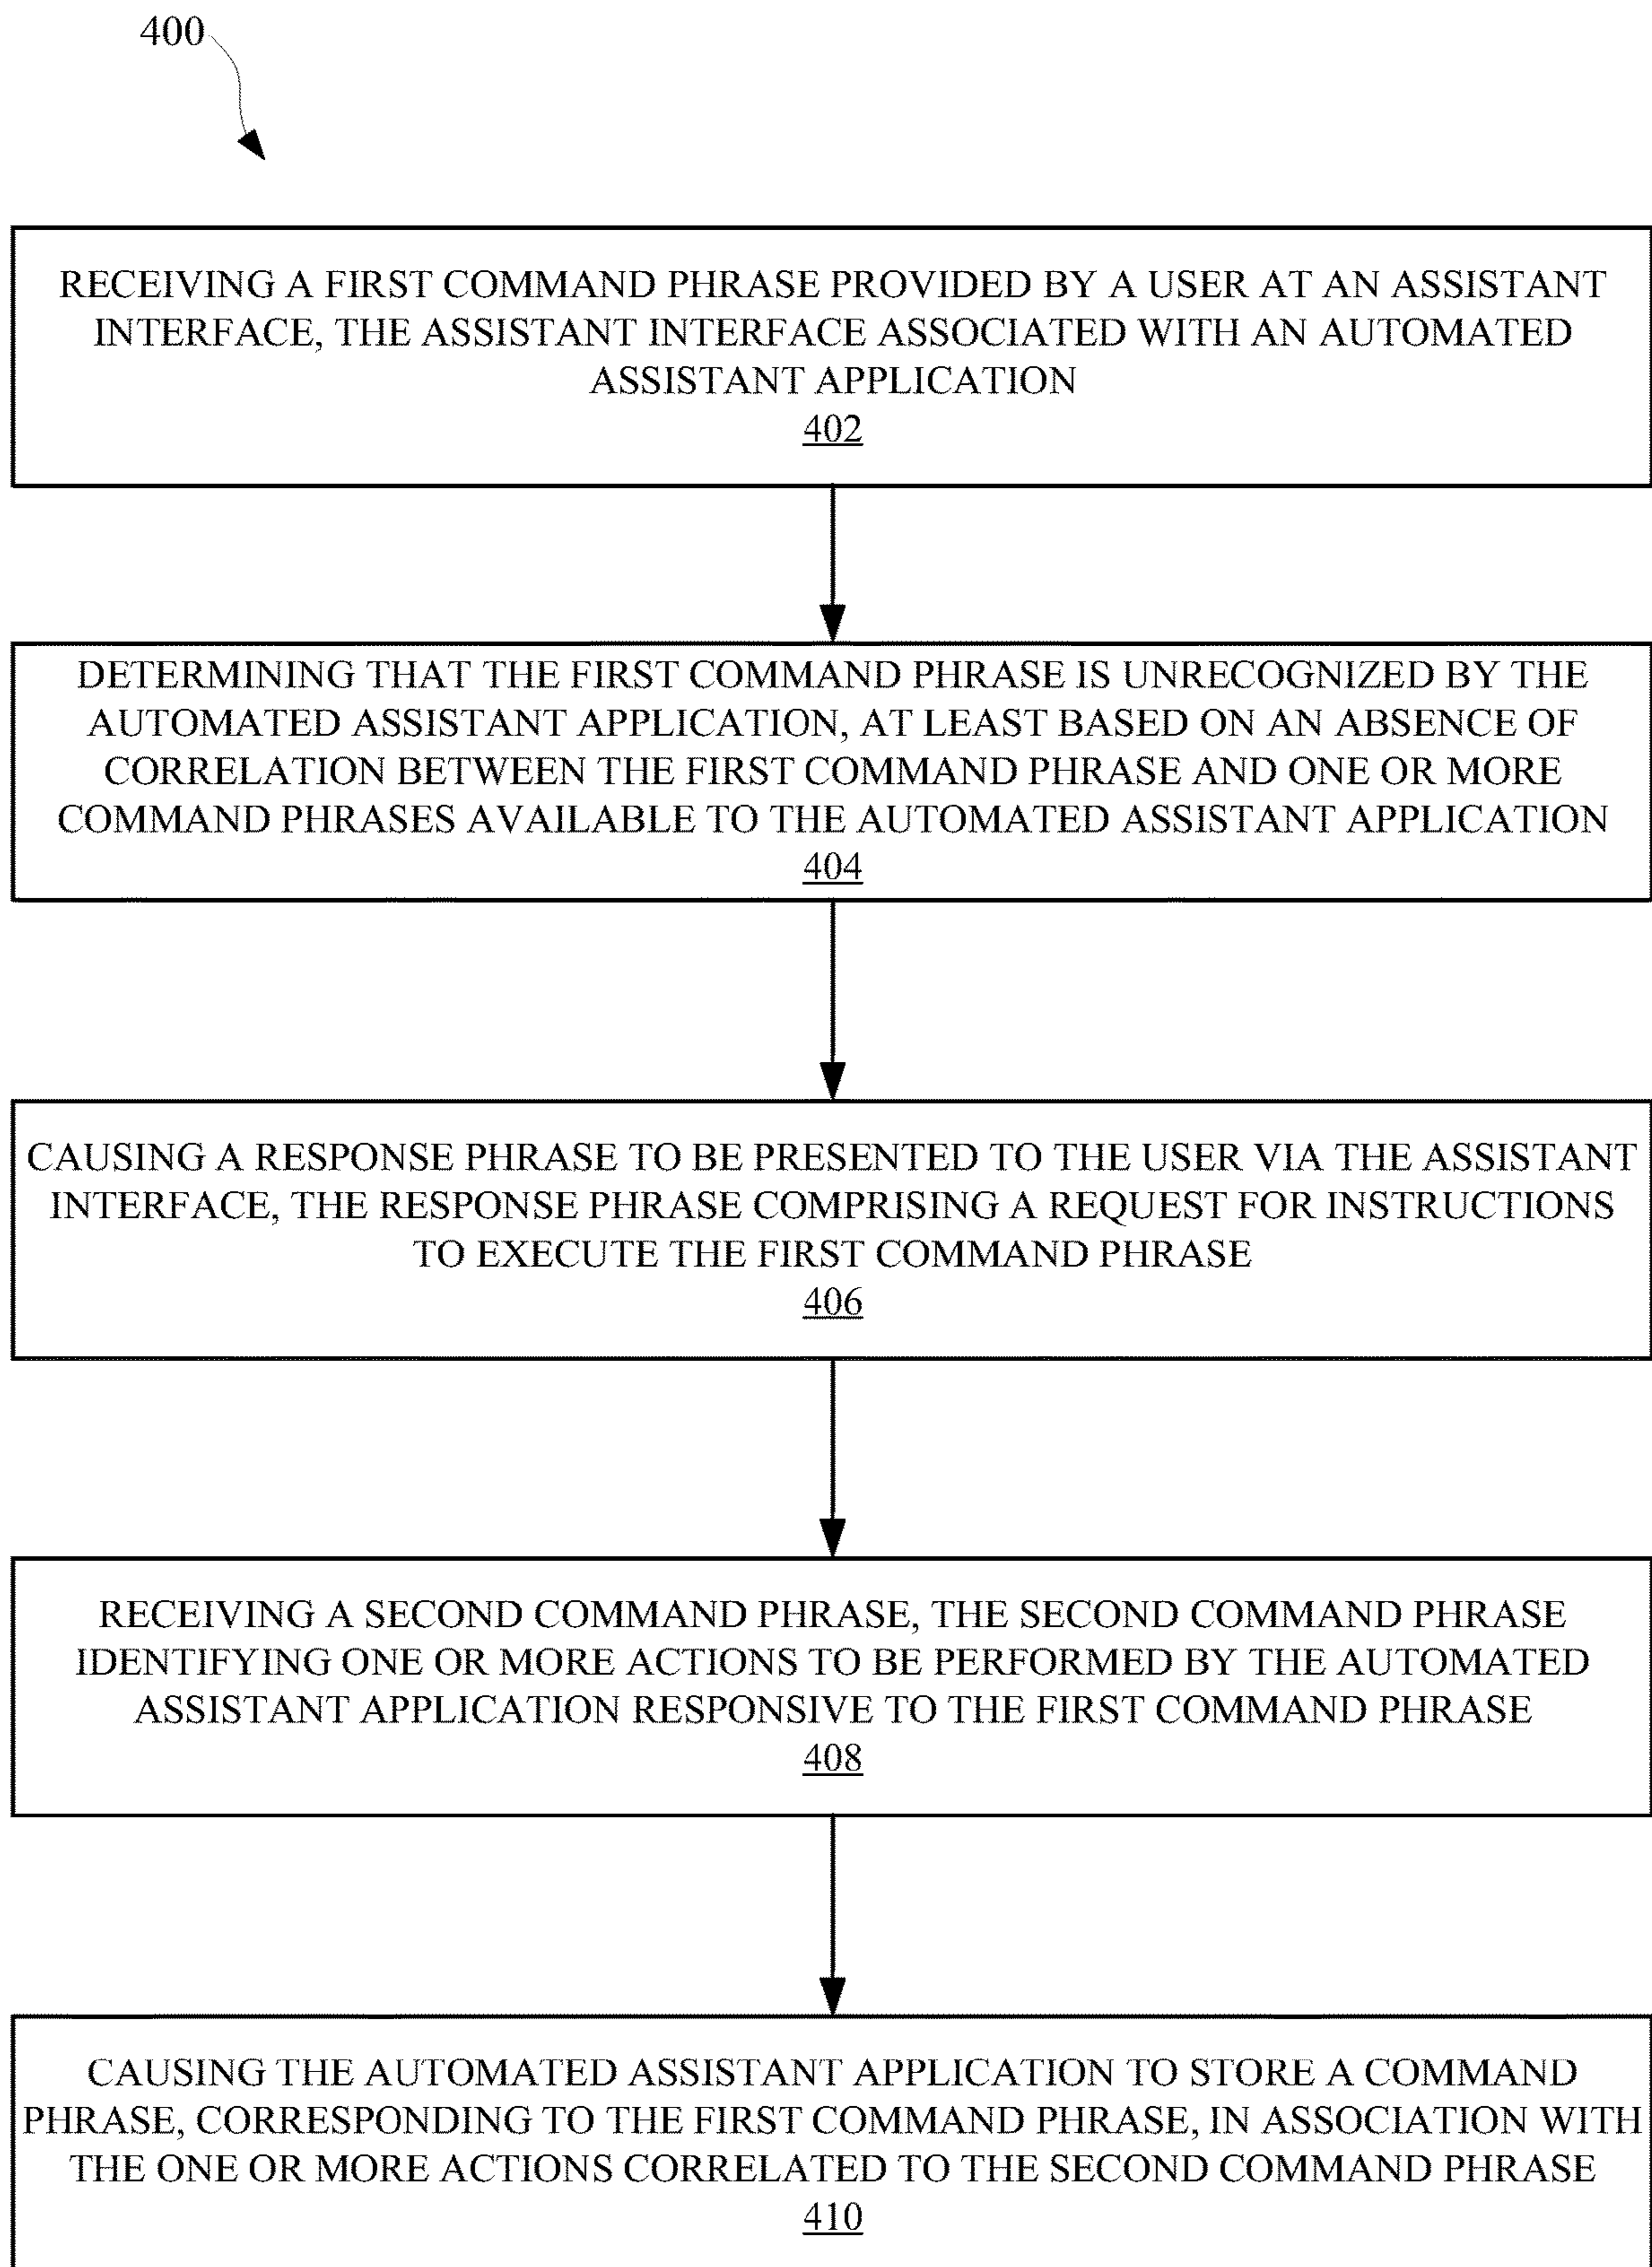 400
RECEIVING A FIRST COMMAND PHRASE PROVIDED BY A USER AT AN ASSISTANT
INTERFACE, THE ASSISTANT INTERFACE ASSOCIATED WITH AN AUTOMATED
ASSISTANT APPLICATION
402
DETERMINING THAT THE FIRST COMMAND PHRASE IS UNRECOGNIZED BY THE
AUTOMATED ASSISTANT APPLICATION, AT LEAST BASED ON AN ABSENCE OF
CORRELATION BETWEEN THE FIRST COMMAND PHRASE AND ONE OR MORE
COMMAND PHRASES AVAILABLE TO THE AUTOMATED ASSISTANT APPLICATION
404
CAUSING A RESPONSE PHRASE TO BE PRESENTED TO THE USER VIA THE ASSISTANT
INTERFACE, THE RESPONSE PHRASE COMPRISING A REQUEST FOR INSTRUCTIONS
TO EXECUTE THE FIRST COMMAND PHRASE
406
RECEIVING A SECOND COMMAND PHRASE, THE SECOND COMMAND PHRASE
IDENTIFYING ONE OR MORE ACTIONS TO BE PERFORMED BY THE AUTOMATED
ASSISTANT APPLICATION RESPONSIVE TO THE FIRST COMMAND PHRASE
408
CAUSING THE AUTOMATED ASSISTANT APPLICATION TO STORE A COMMAND
PHRASE, CORRESPONDING TO THE FIRST COMMAND PHRASE, IN ASSOCIATION WITH
THE ONE OR MORE ACTIONS CORRELATED TO THE SECOND COMMAND PHRASE
410